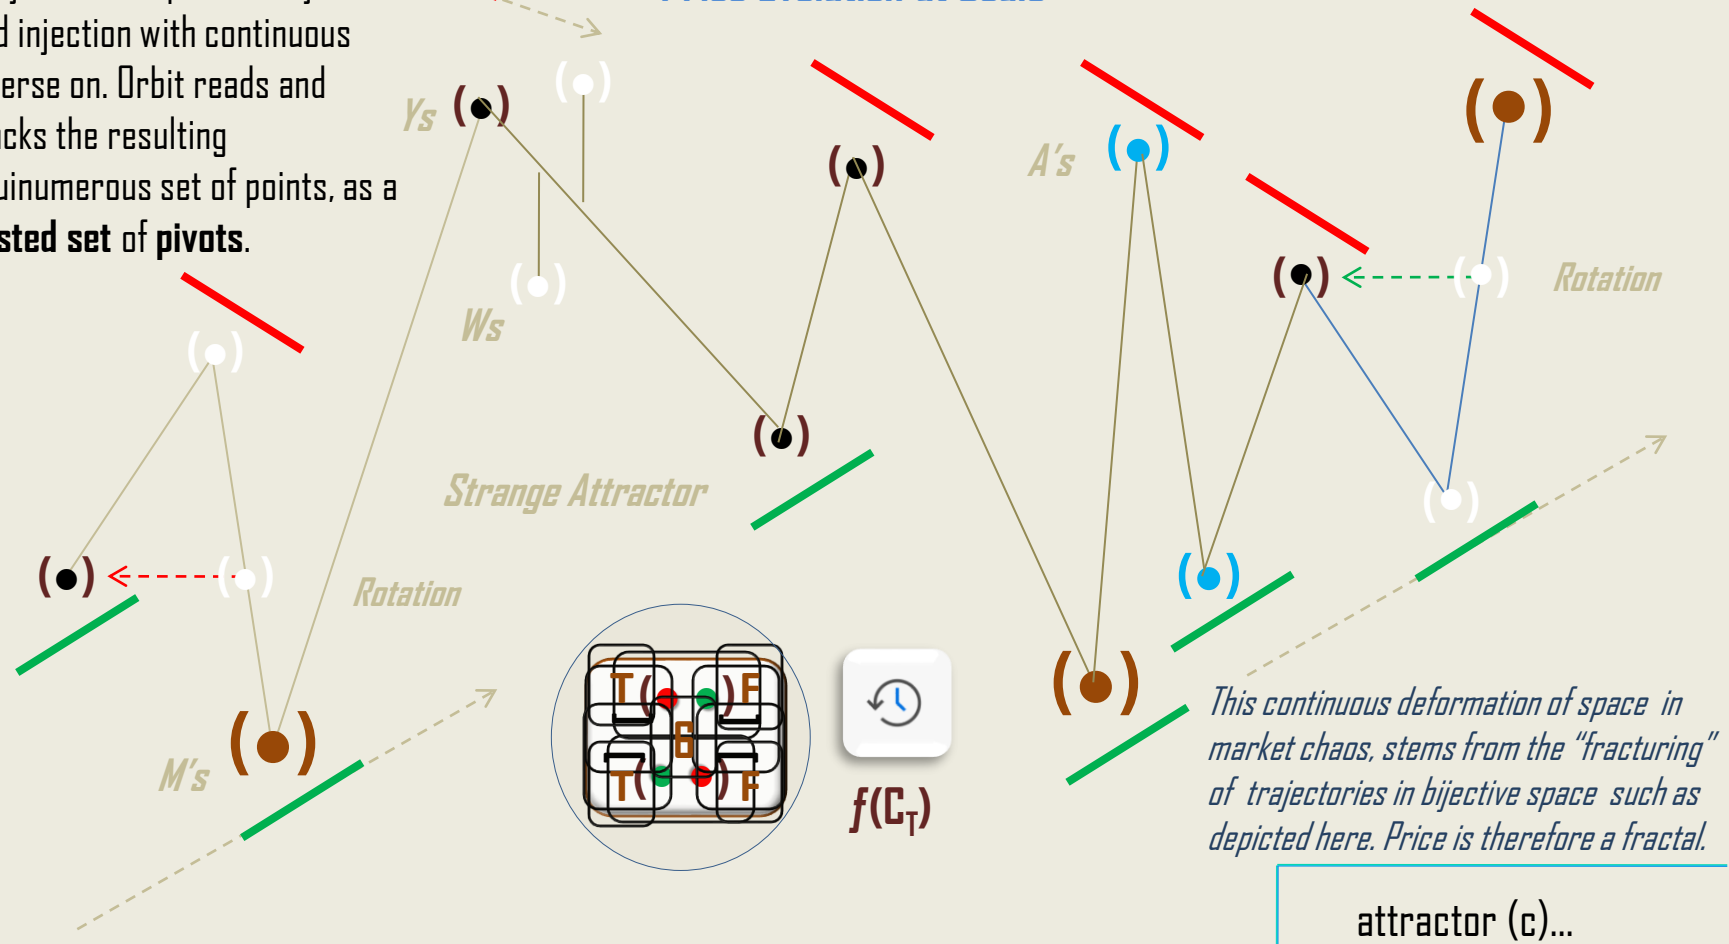 d injection with continuous
erse on. Orbit reads and
cks the resulting
uinumerous set of points, as a
sted set of pivots.
Ys
Ws
A's
Rotation
Strange Attractor
Rotation
M's
T ( ) F
6
T ( ) F
f(CT)
This continuous deformation of space in
market chaos, stems from the “fracturing”
of trajectories in bijective space such as
depicted here. Price is therefore a fractal.
attractor (c)...